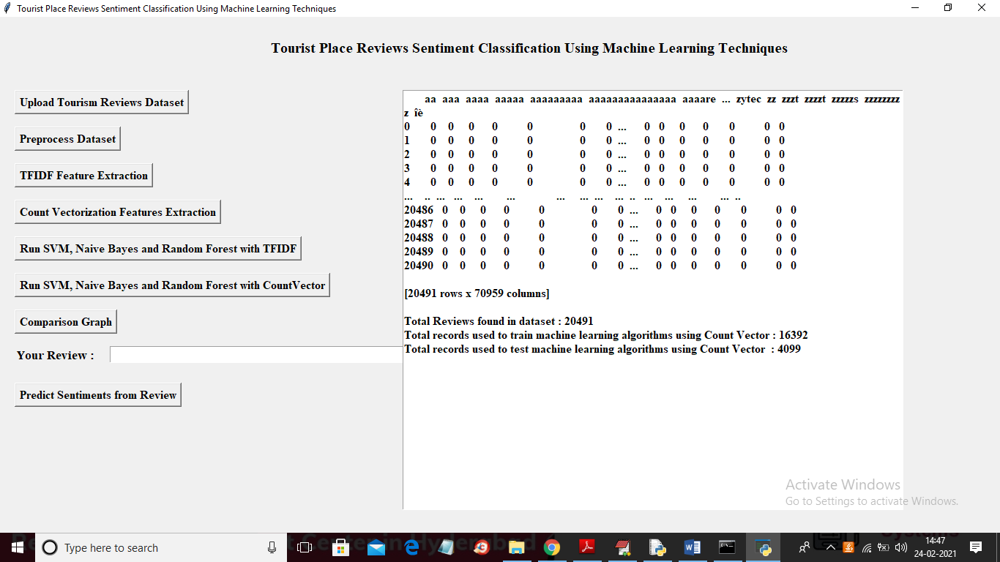 Tourist Place Reviews Sentiment Classification Using Machine Learning Techniques
Tourist Place Reviews Sentiment Classification Using Machine Learning Techniques
Upload Tourism Reviews Dataset
Preprocess Dataset
TFIDF Feature Extraction
Count Vectorization Features Extraction
Run SVM, Naive Bayes and Random Forest with TFIDF
Run SVM, Naive Bayes and Random Forest with CountVector
Comparison Graph
Your Review :
Predict Sentiments from Review
aa aaa aaaa aaaaa aaaaaaaaa aaaaaaaaaaaaaaa aaaare ... zytec zz zzzt zzzzt zzzzzs zzzzzzzz
z îè
0 0 0 0 0 0 0 0 ... 0 0 0 0 0 0 0
1 0 0 0 0 0 0 0 ... 0 0 0 0 0 0 0
2 0 0 0 0 0 0 0 ... 0 0 0 0 0 0 0
3 0 0 0 0 0 0 0 ... 0 0 0 0 0 0 0
4 0 0 0 0 0 0 0 ... 0 0 0 0 0 0 0
... .. ... ... ... ... ... ... ... ... .. ... ... ... ... ..
20486 0 0 0 0 0 0 0 ... 0 0 0 0 0 0 0
20487 0 0 0 0 0 0 0 ... 0 0 0 0 0 0 0
20488 0 0 0 0 0 0 0 ... 0 0 0 0 0 0 0
20489 0 0 0 0 0 0 0 ... 0 0 0 0 0 0 0
20490 0 0 0 0 0 0 0 ... 0 0 0 0 0 0 0
[20491 rows x 70959 columns]
Total Reviews found in dataset : 20491
Total records used to train machine learning algorithms using Count Vector : 16392
Total records used to test machine learning algorithms using Count Vector : 4099
Activate Windows
Go to Settings to activate Windows.
Type here to search
14:47
24-02-2021